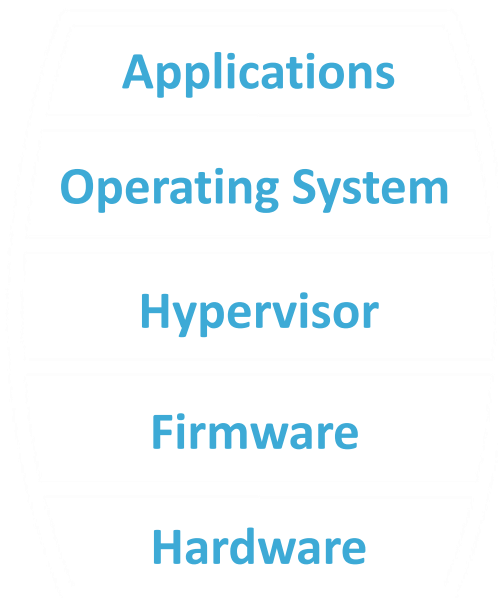 Applications
Operating System
Hypervisor
Firmware
Hardware